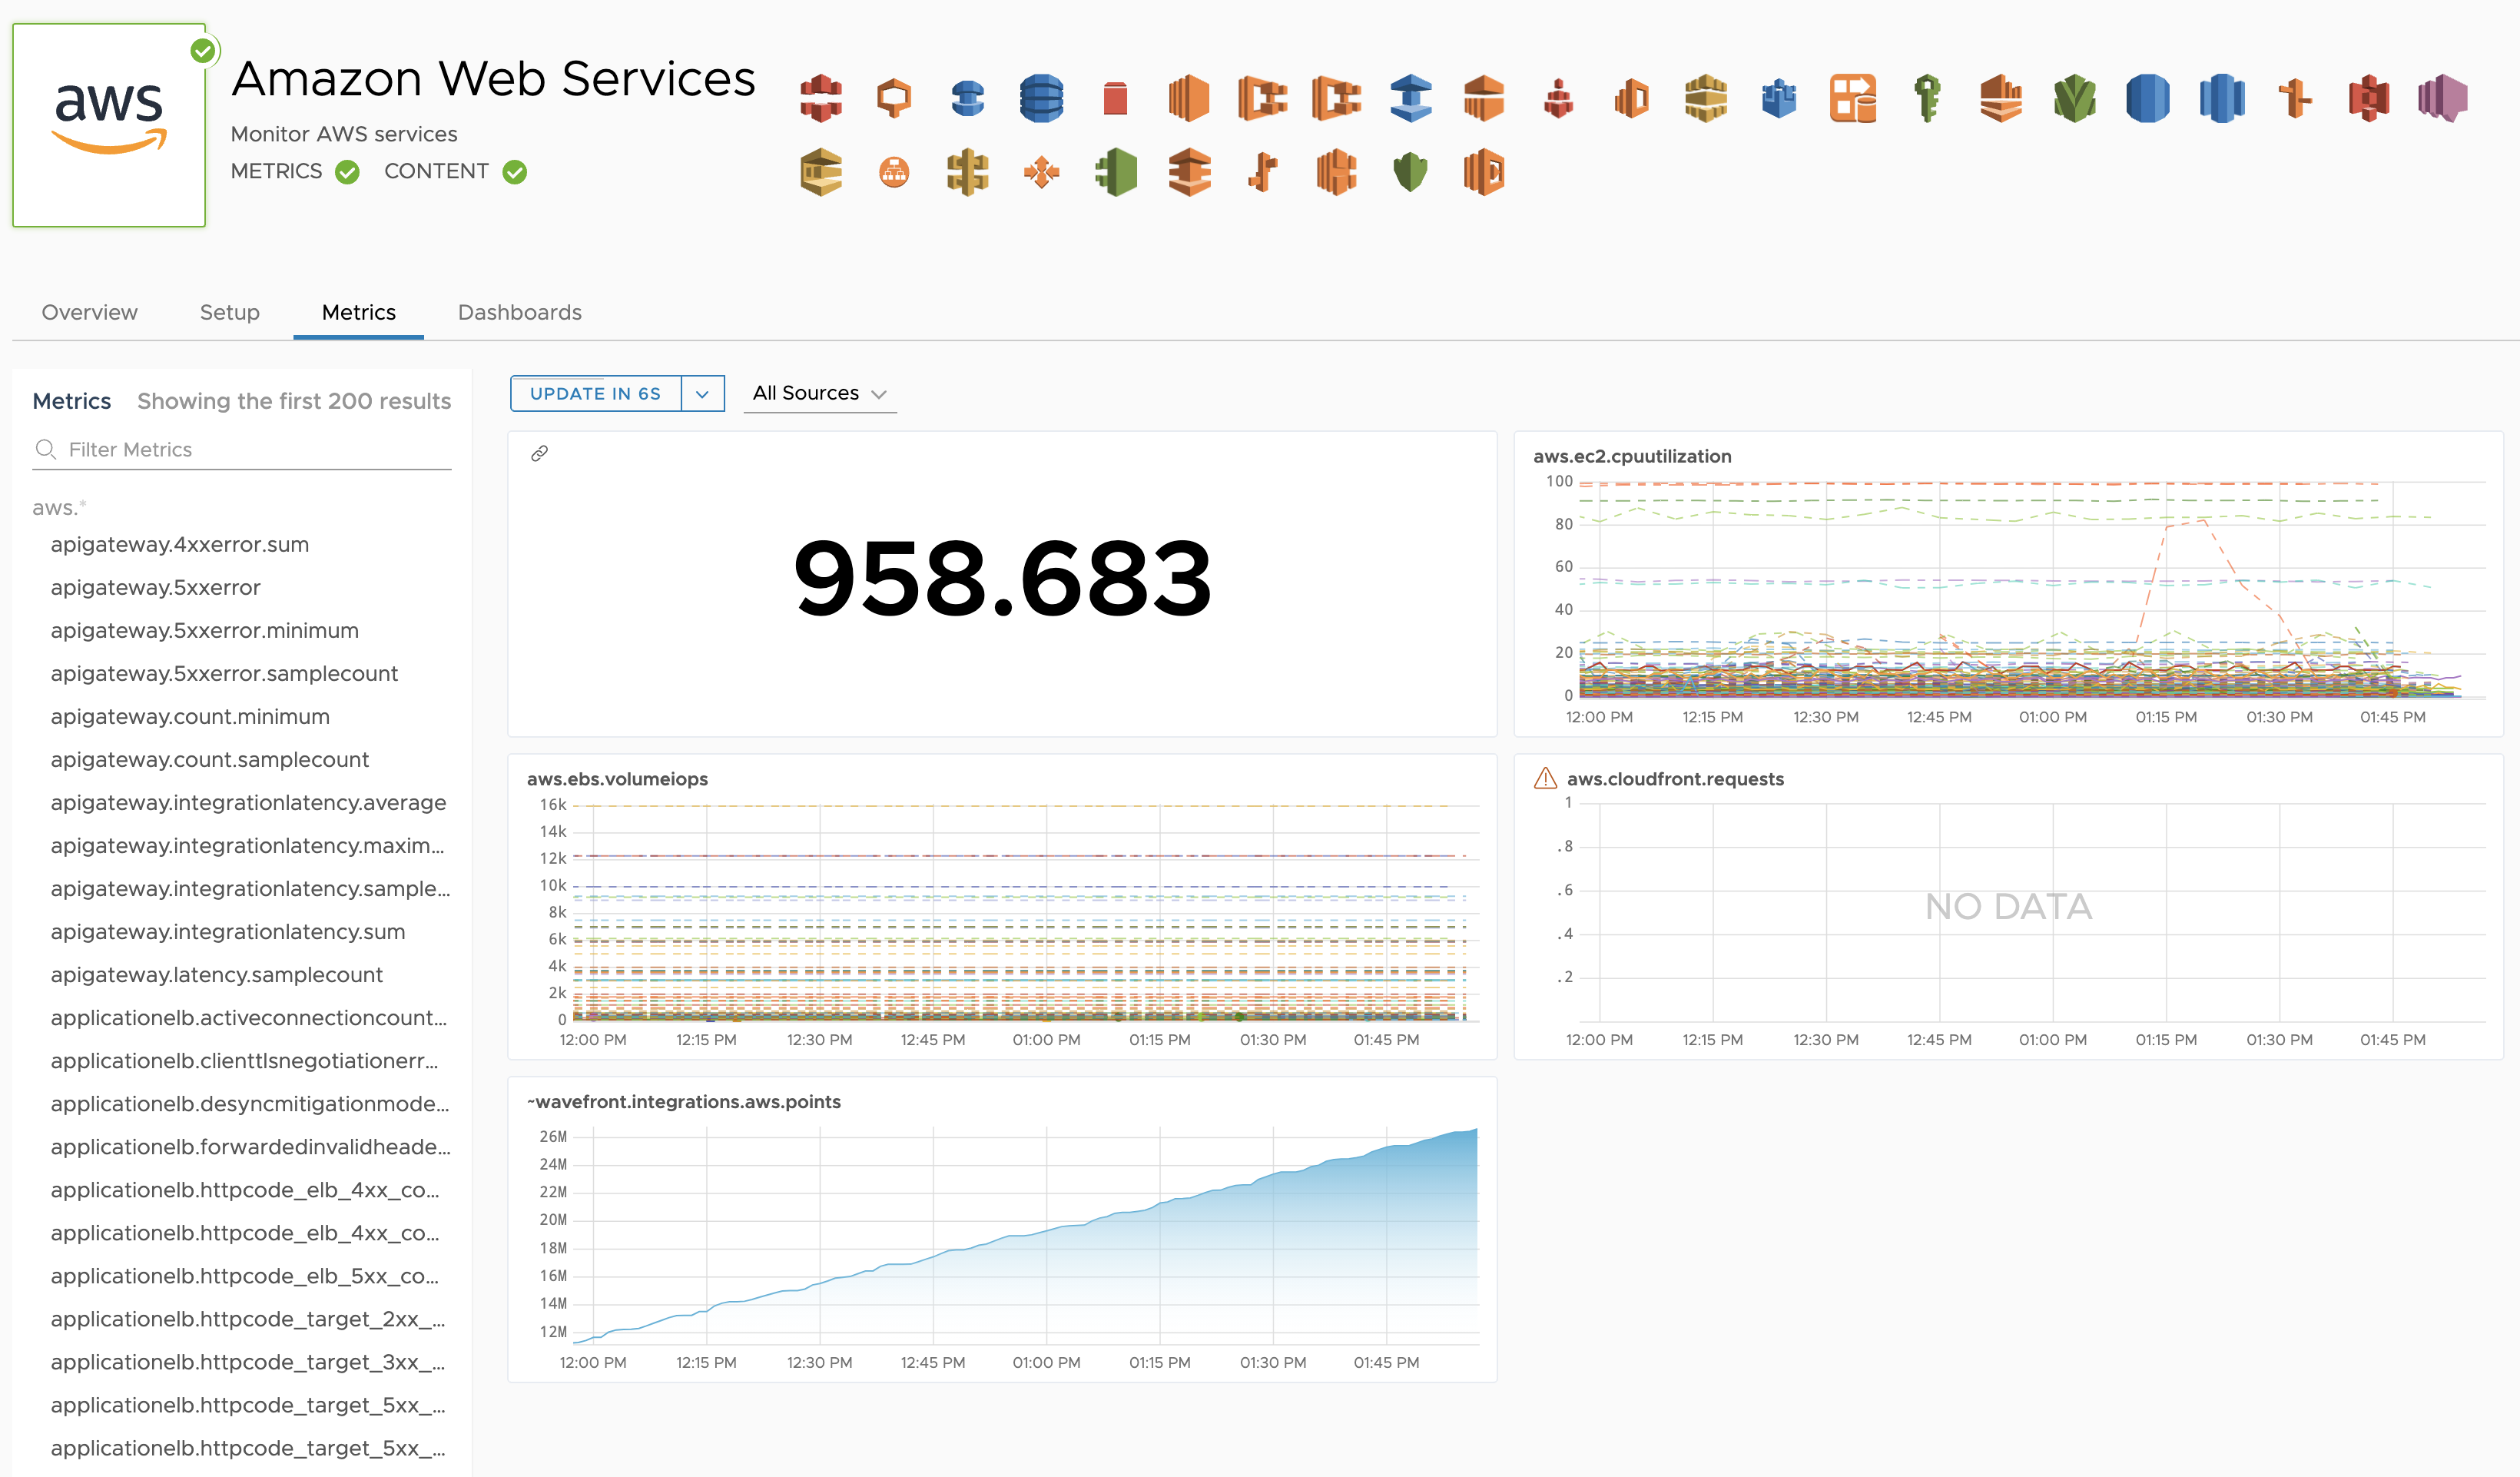 aws
Amazon Web Services
Monitor AWS services
METRICS CONTENT
Overview Setup Metrics Dashboards
Metrics Showing the first 200 results
Filter Metrics
aws.*
apigateway.4xxerror.sum
apigateway.5xxerror
apigateway.5xxerror.minimum
apigateway.5xxerror.samplecount
apigateway.count.minimum
apigateway.count.samplecount
apigateway.integrationlatency.average
apigateway.integrationlatency.maxim...
apigateway.integrationlatency.sample...
apigateway.integrationlatency.sum
apigateway.latency.samplecount
applicationelb.activeconnectioncount...
applicationelb.clienttlsnegotiationerr...
applicationelb.desyncmitigationmode...
applicationelb.forwardedinvalidheade...
applicationelb.httpcode_elb_4xx_co...
applicationelb.httpcode_elb_4xx_co...
applicationelb.httpcode_elb_5xx_co...
applicationelb.httpcode_target_2xx_...
applicationelb.httpcode_target_3xx_...
applicationelb.httpcode_target_5xx_...
applicationelb.httpcode_target_5xx_...
UPDATE IN 6S All Sources
958.683
aws.ec2.cpuutilization
100
80
60
40
20
0
12:00 PM 12:15 PM 12:30 PM 12:45 PM 01:00 PM 01:15 PM 01:30 PM 01:45 PM
aws.ebs.volumeiops
16k
14k
12k
10k
8k
6k
4k
2k
0
12:00 PM 12:15 PM 12:30 PM 12:45 PM 01:00 PM 01:15 PM 01:30 PM 01:45 PM
aws.cloudfront.requests
1
.8
.6
.4
.2
NO DATA
12:00 PM 12:15 PM 12:30 PM 12:45 PM 01:00 PM 01:15 PM 01:30 PM 01:45 PM
~wavefront.integrations.aws.points
26M
24M
22M
20M
18M
16M
14M
12M
12:00 PM 12:15 PM 12:30 PM 12:45 PM 01:00 PM 01:15 PM 01:30 PM 01:45 PM